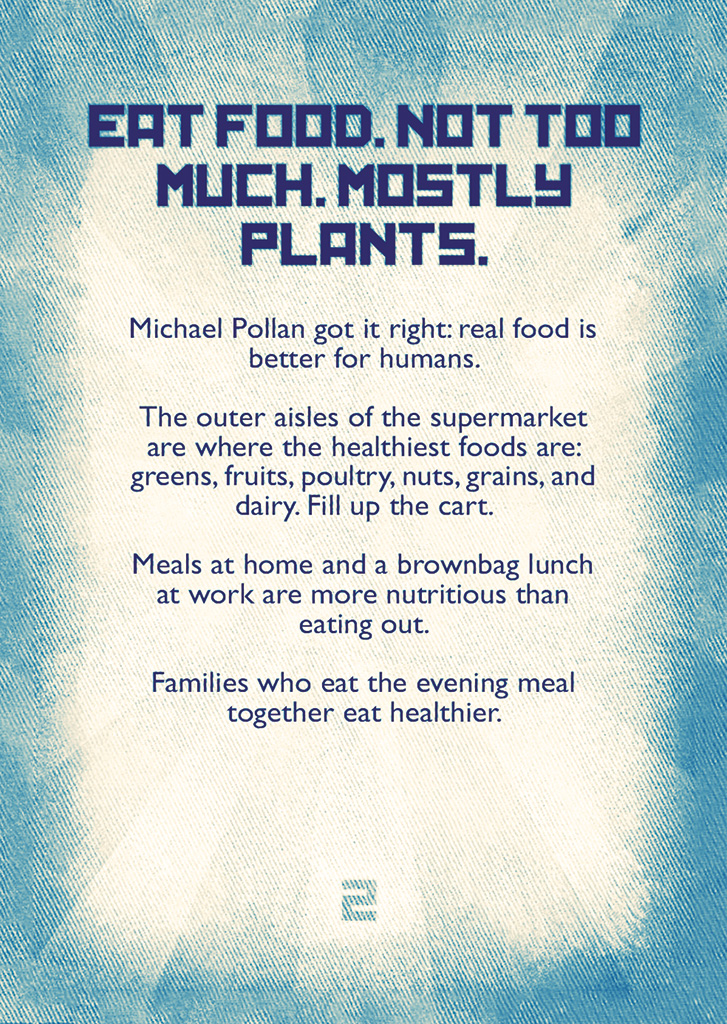 EAT FOOD. NOT TOO
MUCH. MOSTLY
PLANTS.
Michael Pollan got it right: real food is
better for humans.
The outer aisles of the supermarket
are where the healthiest foods are:
greens, fruits, poultry, nuts, grains, and
dairy. Fill up the cart.
Meals at home and a brownbag lunch
at work are more nutritious than
eating out.
Families who eat the evening meal
together eat healthier.
2